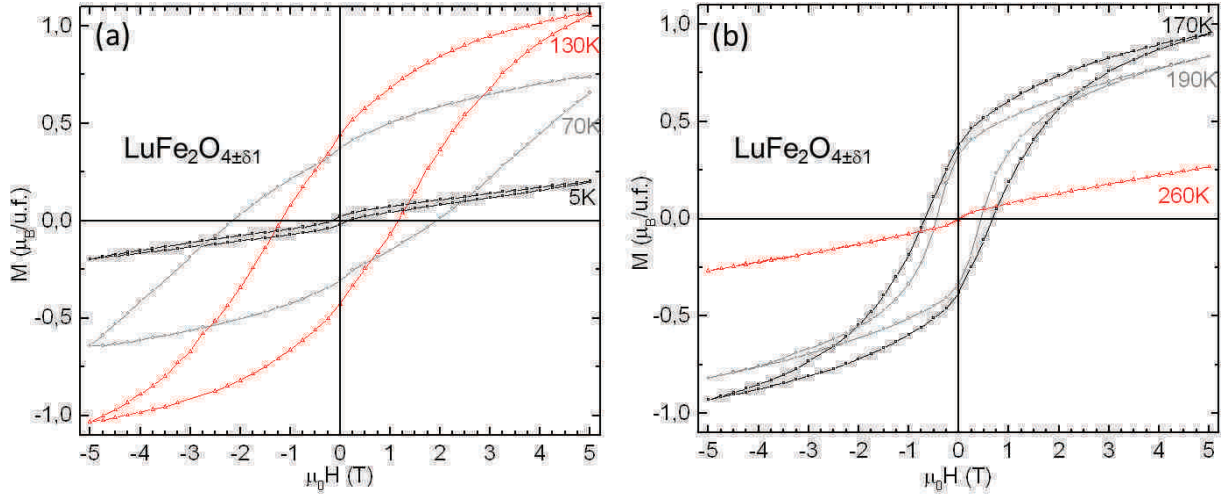 (a)
130K
70K
LuFe₂O₄±δ1
5K
M (μB/u.f.)
1,0
0,5
0,0
-0,5
-1,0
-5 -4 -3 -2 -1 0 1 2 3 4 5
μ₀H (T)
(b)
170K
190K
LuFe₂O₄±δ1
260K
M (μB/u.f.)
1,0
0,5
0,0
-0,5
-1,0
-5 -4 -3 -2 -1 0 1 2 3 4 5
μ₀H (T)